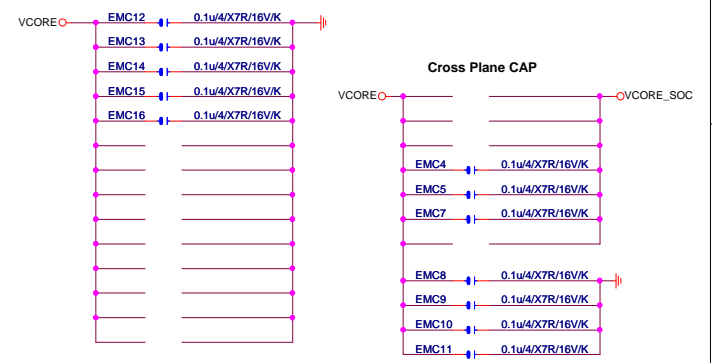 VCORE
EMC12 0.1u/4/X7R/16V/K
EMC13 0.1u/4/X7R/16V/K
EMC14 0.1u/4/X7R/16V/K
EMC15 0.1u/4/X7R/16V/K
EMC16 0.1u/4/X7R/16V/K
Cross Plane CAP
VCORE
VCORE_SOC
EMC4 0.1u/4/X7R/16V/K
EMC5 0.1u/4/X7R/16V/K
EMC7 0.1u/4/X7R/16V/K
EMC8 0.1u/4/X7R/16V/K
EMC9 0.1u/4/X7R/16V/K
EMC10 0.1u/4/X7R/16V/K
EMC11 0.1u/4/X7R/16V/K